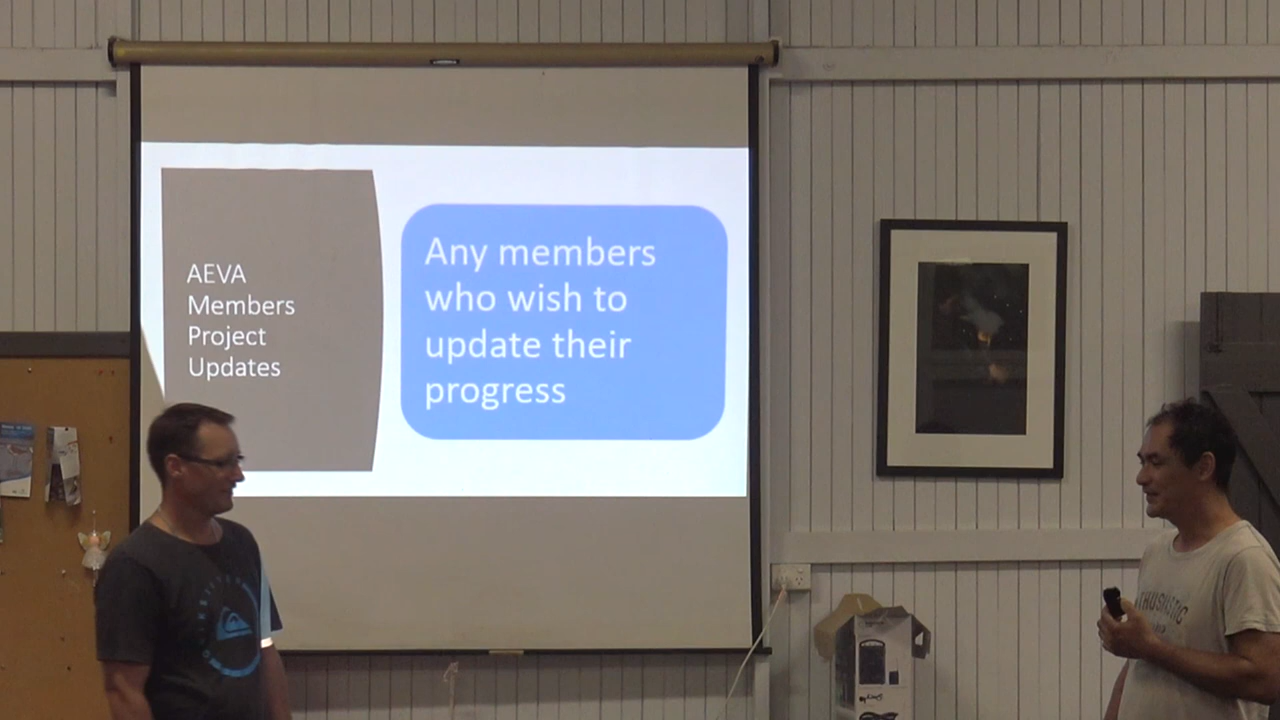 AEVA
Members
Project
Updates
Any members
who wish to
update their
progress